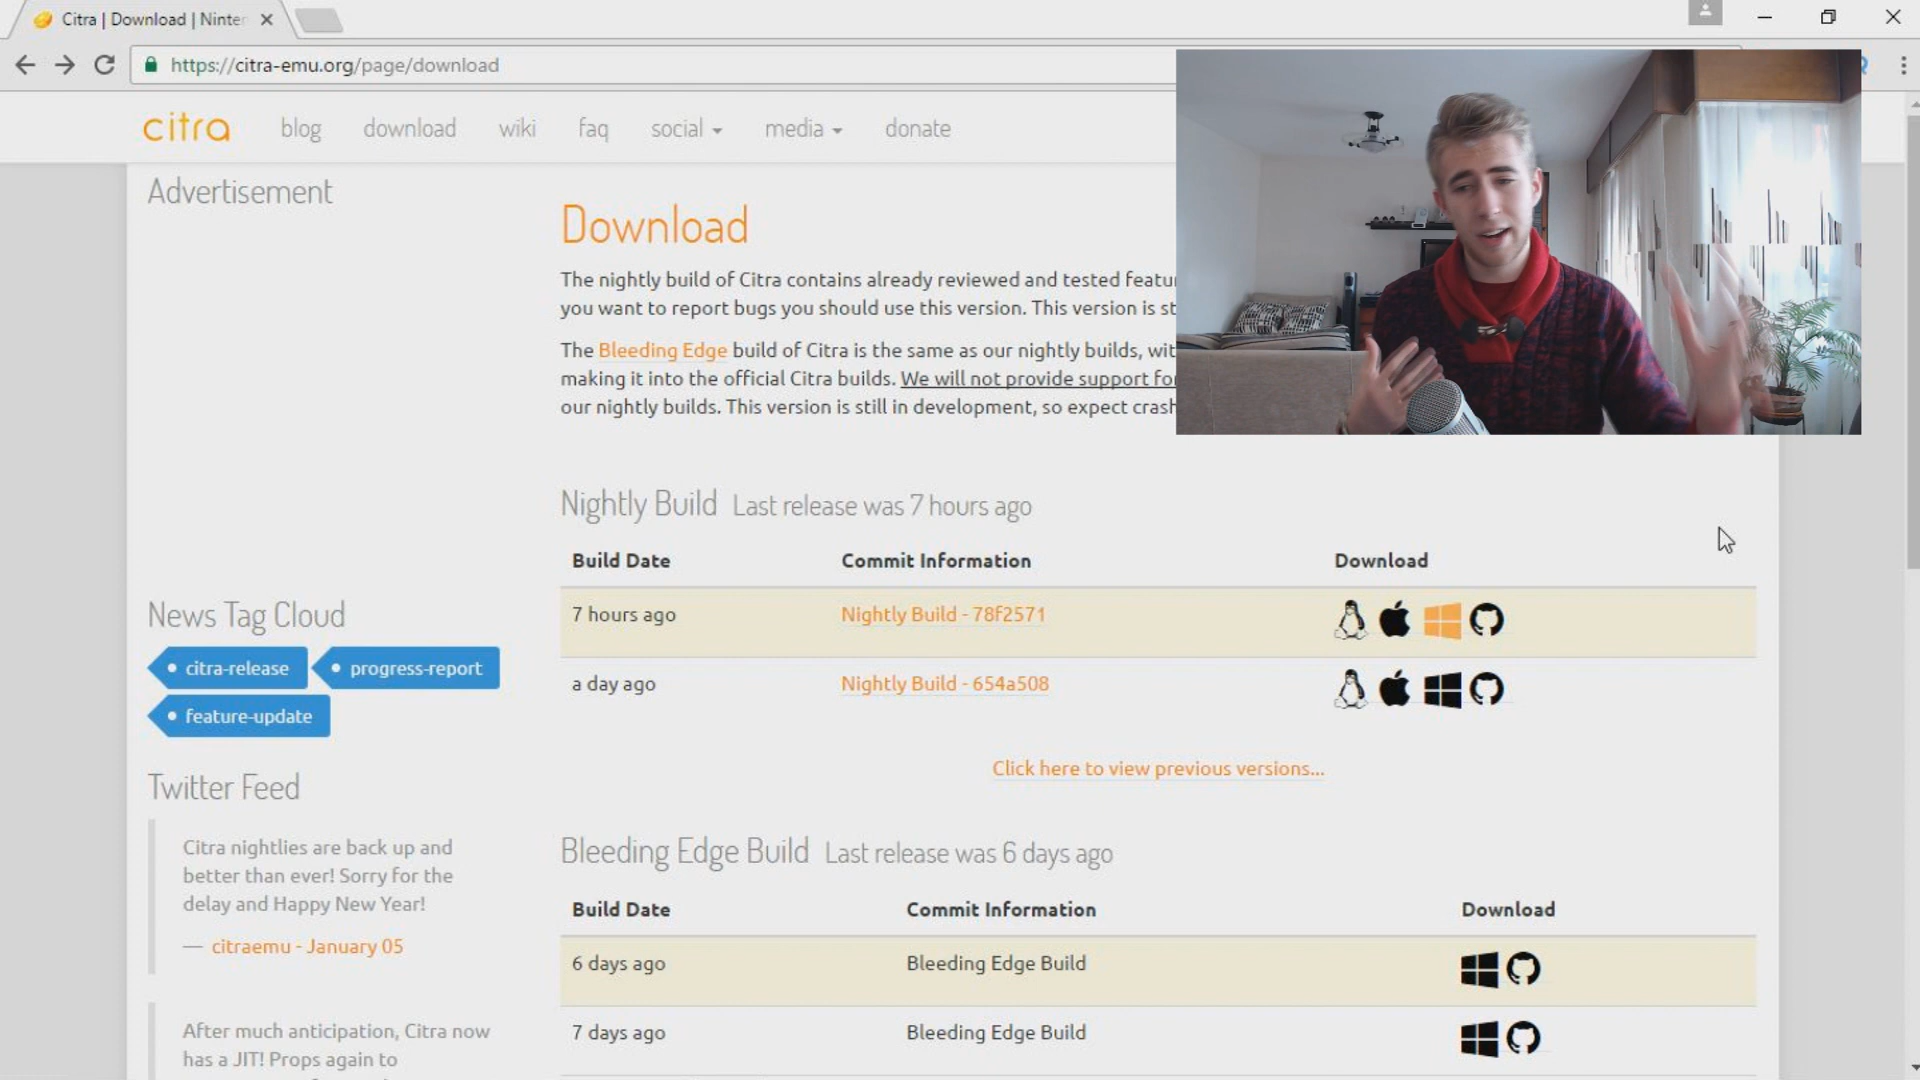 Citra | Download | Ninte
https://citra-emu.org/page/download
citra blog download wiki faq social media donate
Advertisement
Download
The nightly build of Citra contains already reviewed and tested featu
you want to report bugs you should use this version. This version is st
The Bleeding Edge build of Citra is the same as our nightly builds, wit
making it into the official Citra builds. We will not provide support for
our nightly builds. This version is still in development, so expect crash
Nightly Build Last release was 7 hours ago
Build Date Commit Information Download
7 hours ago Nightly Build - 78f2571
a day ago Nightly Build - 654a508
Click here to view previous versions...
News Tag Cloud
citra-release progress-report
feature-update
Twitter Feed
Citra nightlies are back up and
better than ever! Sorry for the
delay and Happy New Year!
— citraemu - January 05
After much anticipation, Citra now
has a JIT! Props again to
Bleeding Edge Build Last release was 6 days ago
Build Date Commit Information Download
6 days ago Bleeding Edge Build
7 days ago Bleeding Edge Build